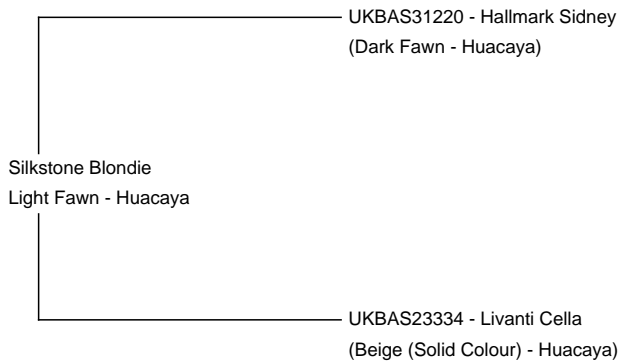 UKBAS31220 - Hallmark Sidney
(Dark Fawn - Huacaya)
Silkstone Blondie
Light Fawn - Huacaya
UKBAS23334 - Livanti Cella
(Beige (Solid Colour) - Huacaya)